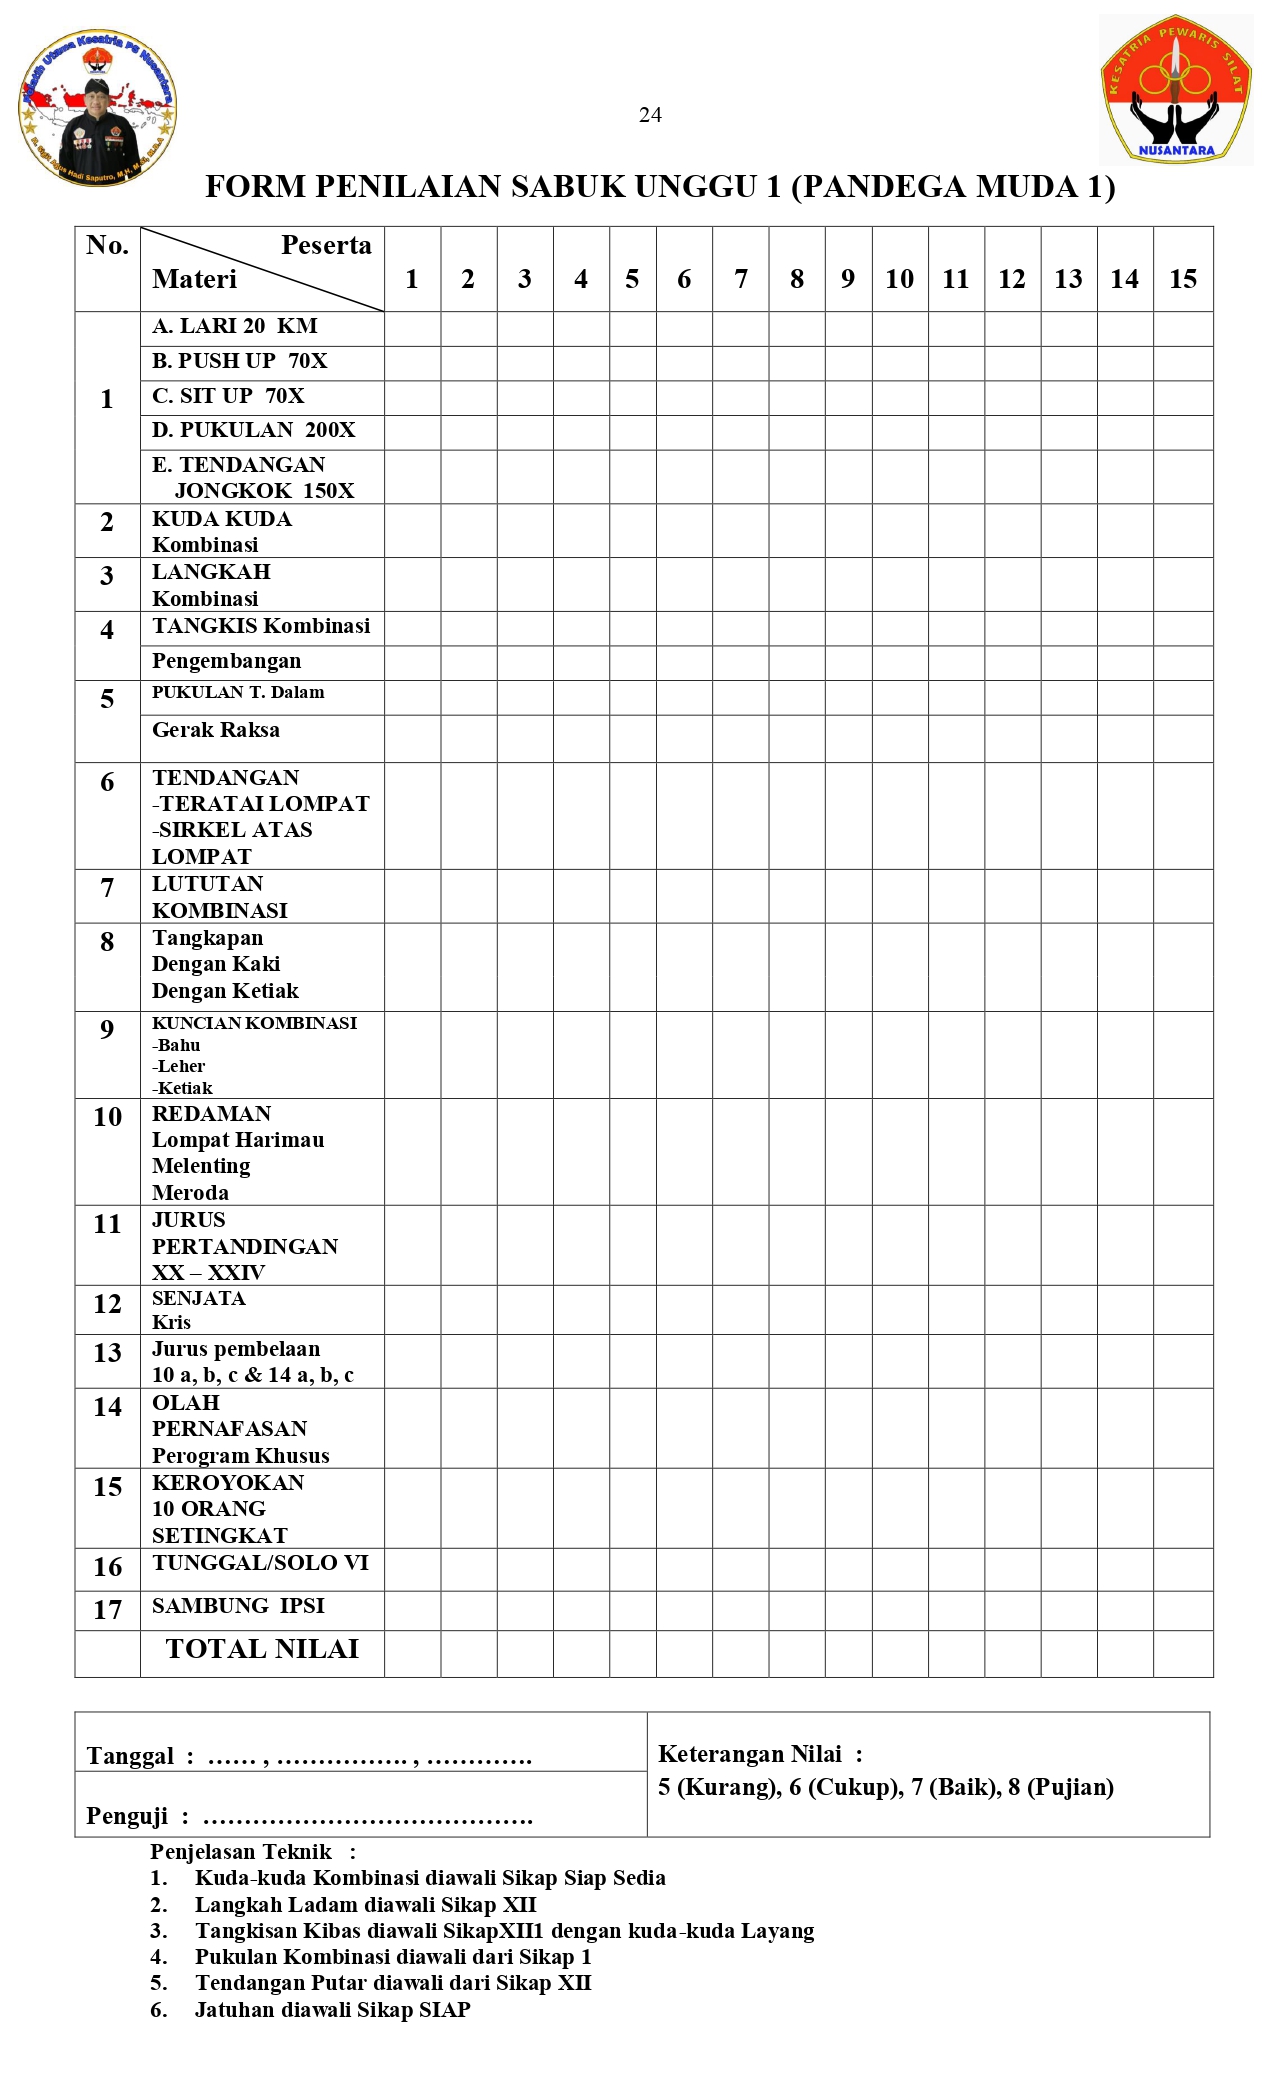 Pelatih Utama Kesatria PS Nusantara
Hadi Saputro, M.H,
KESATRIA PEWARIS SILAT
NUSANTARA
24
FORM PENILAIAN SABUK UNGGU 1 (PANDEGA MUDA 1)
No. Peserta
Materi 1 2 3 4 5 6 7 8 9 10 11 12 13 14 15
A. LARI 20 KM
B. PUSH UP 70X
1 C. SIT UP 70X
D. PUKULAN 200X
E. TENDANGAN
JONGKOK 150X
2 KUDA KUDA
Kombinasi
3 LANGKAH
Kombinasi
4 TANGKIS Kombinasi
Pengembangan
5 PUKULAN T. Dalam
Gerak Raksa
6 TENDANGAN
-TERATAI LOMPAT
-SIRKEL ATAS
LOMPAT
7 LUTUTAN
KOMBINASI
8 Tangkapan
Dengan Kaki
Dengan Ketiak
9 KUNCIAN KOMBINASI
-Bahu
-Leher
-Ketiak
10 REDAMAN
Lompat Harimau
Melenting
Meroda
11 JURUS
PERTANDINGAN
XX – XXIV
12 SENJATA
Kris
13 Jurus pembelaan
10 a, b, c & 14 a, b, c
14 OLAH
PERNAFASAN
Perogram Khusus
15 KEROYOKAN
10 ORANG
SETINGKAT
16 TUNGGAL/SOLO VI
17 SAMBUNG IPSI
TOTAL NILAI
Tanggal : …… , ……………. , ………….
Penguji : ………………………………….
Keterangan Nilai :
5 (Kurang), 6 (Cukup), 7 (Baik), 8 (Pujian)
Penjelasan Teknik :
1. Kuda-kuda Kombinasi diawali Sikap Siap Sedia
2. Langkah Ladam diawali Sikap XII
3. Tangkisan Kibas diawali SikapXII1 dengan kuda-kuda Layang
4. Pukulan Kombinasi diawali dari Sikap 1
5. Tendangan Putar diawali dari Sikap XII
6. Jatuhan diawali Sikap SIAP